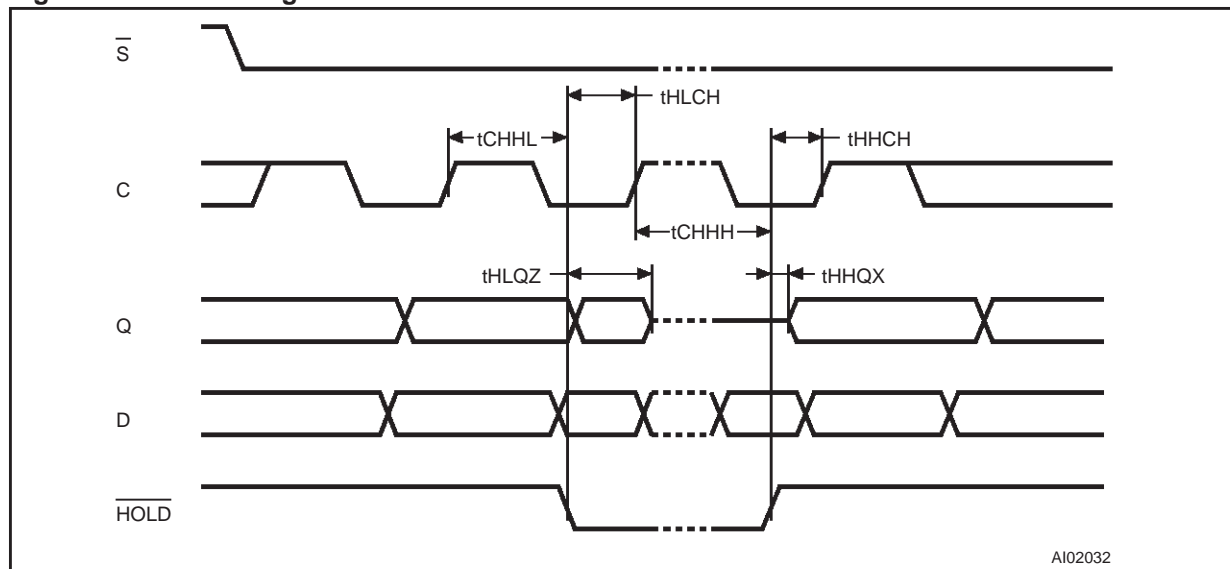 S
tHLCH
tCHHL
tHHCH
C
tCHHH
tHLQZ
tHHQX
Q
D
HOLD
AI02032